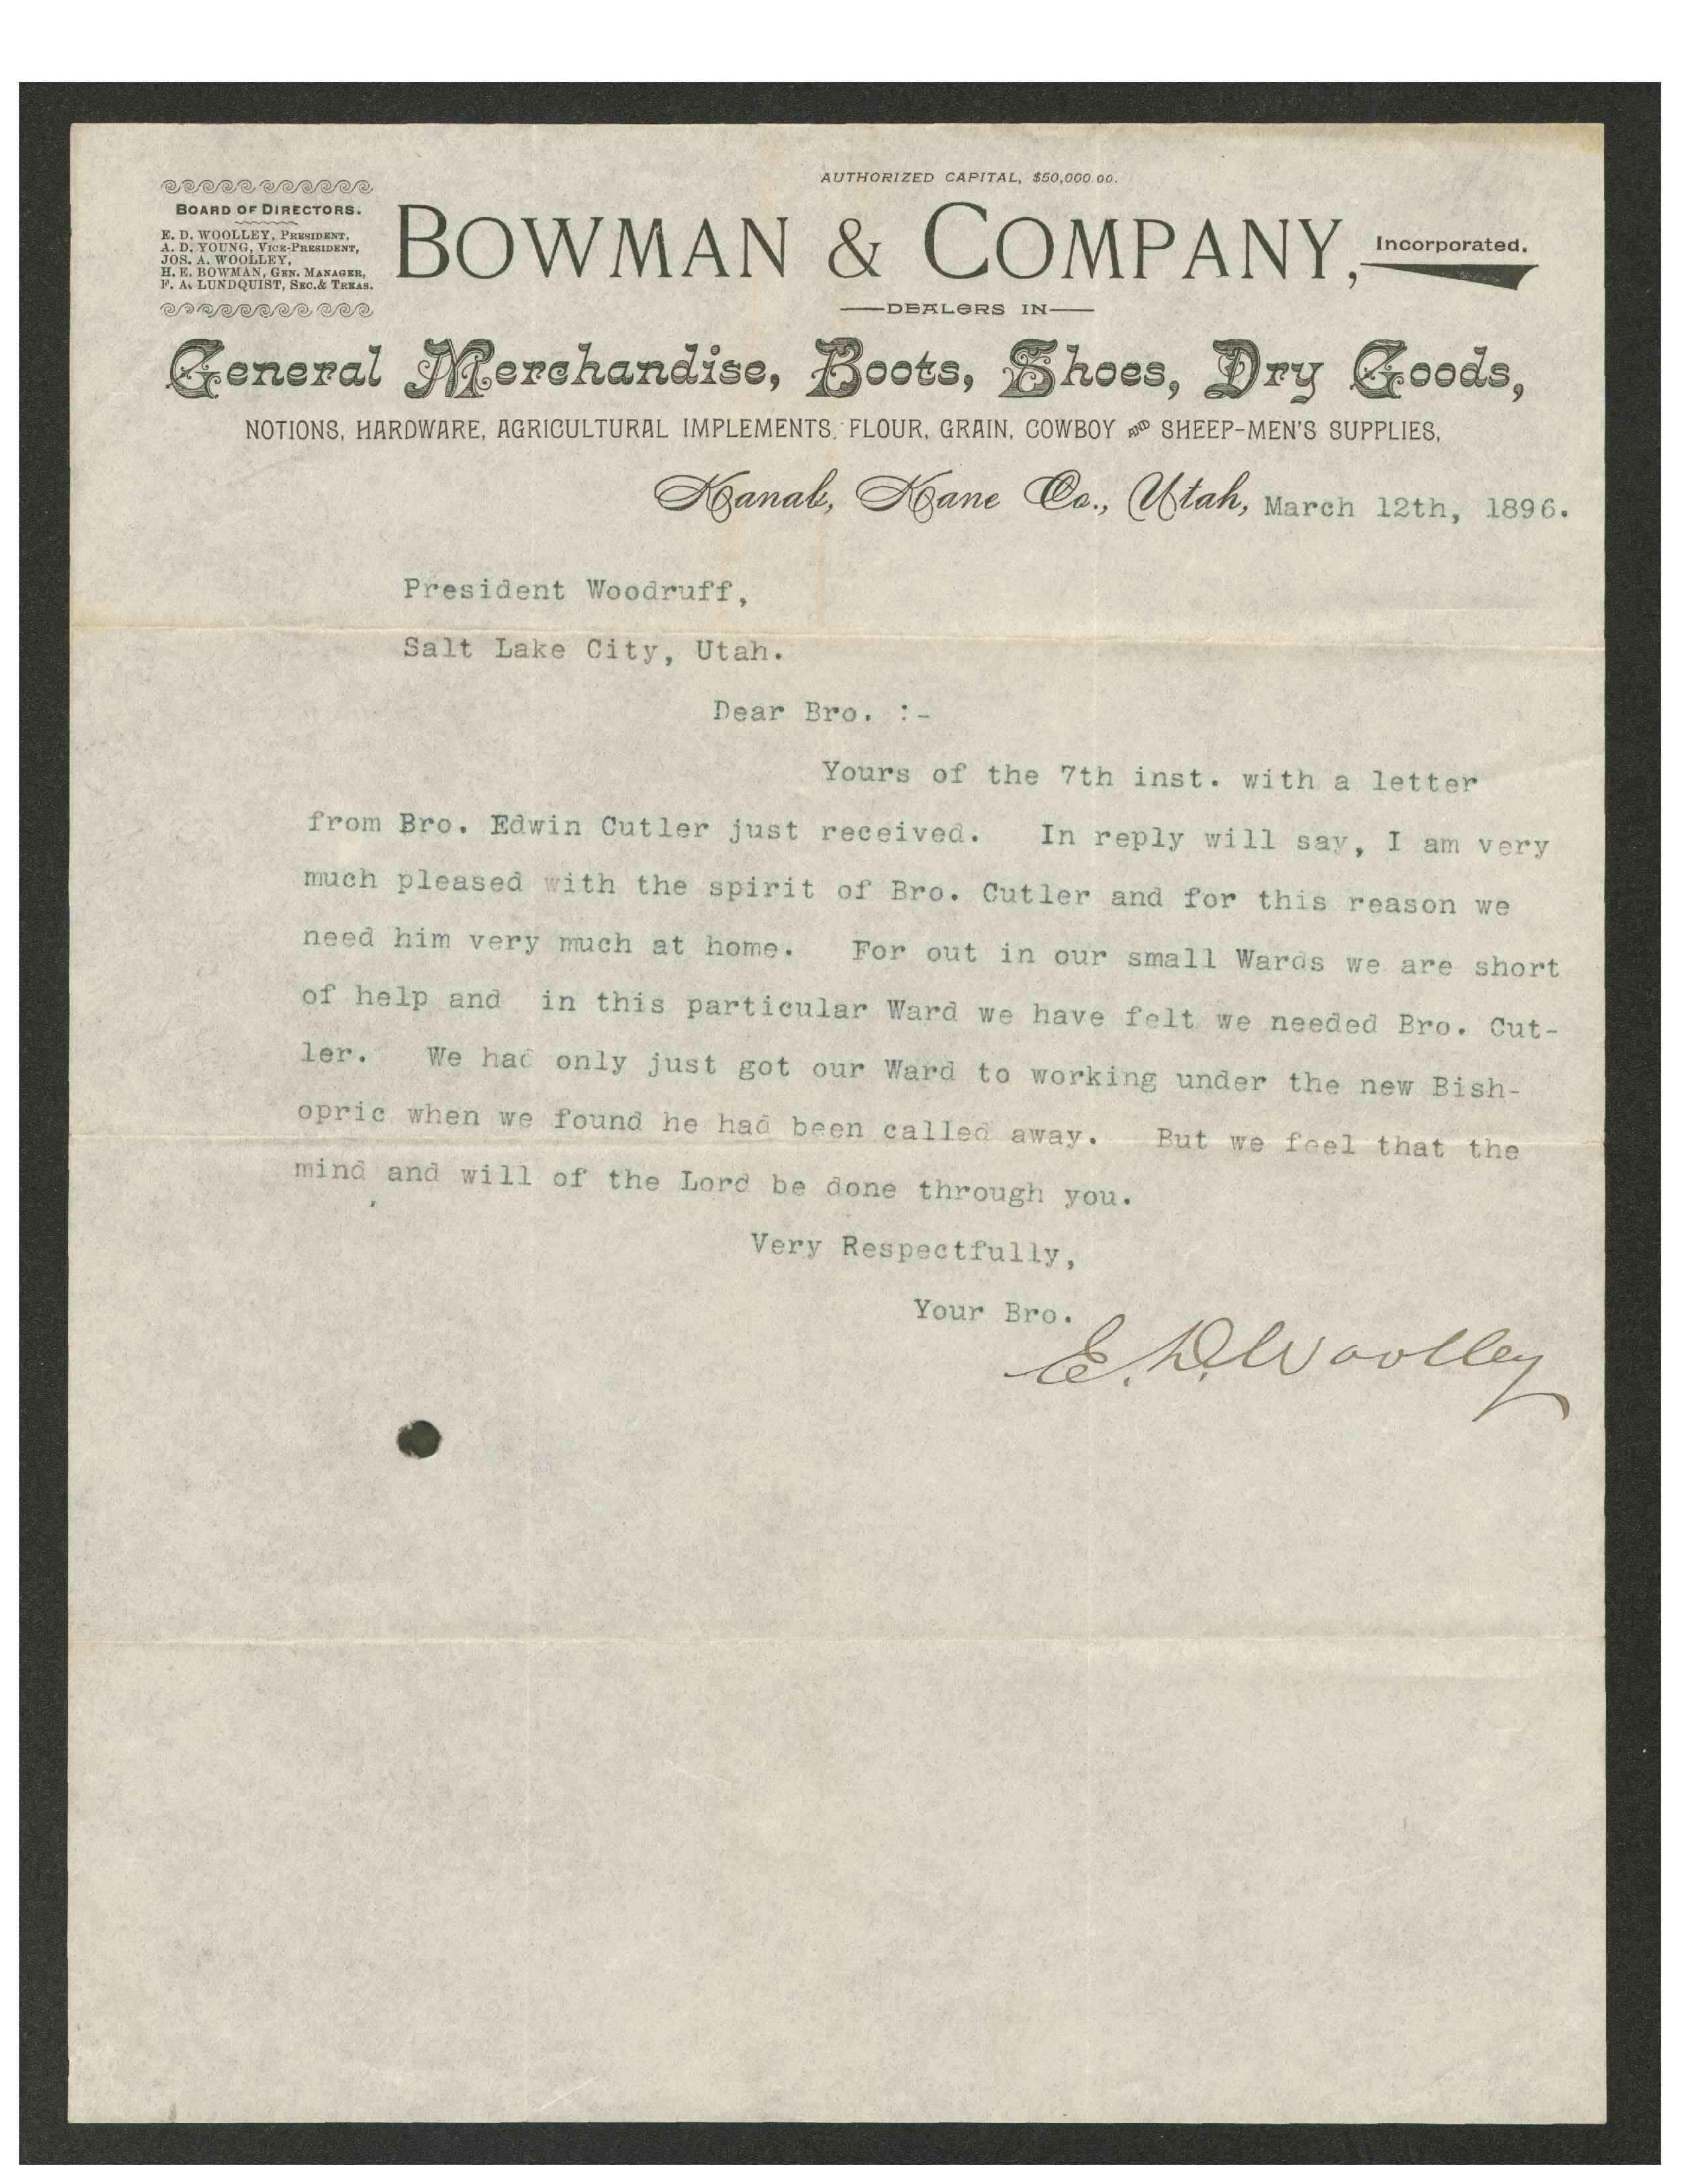 AUTHORIZED CAPITAL, $50,000.00.
BOARD OF DIRECTORS.
E. D. WOOLLEY, PRESIDENT,
A. D. YOUNG, VICE-PRESIDENT,
JOS. A. WOOLLEY,
H. E. BOWMAN, GEN. MANAGER,
F. A. LUNDQUIST, SEC. & TREAS.
BOWMAN & COMPANY, Incorporated.
DEALERS IN
General Merchandise, Boots, Shoes, Dry Goods,
NOTIONS, HARDWARE, AGRICULTURAL IMPLEMENTS, FLOUR, GRAIN, COWBOY AND SHEEP-MEN'S SUPPLIES,
Kanab, Kane Co., Utah, March 12th, 1896.
President Woodruff,
Salt Lake City, Utah.
Dear Bro. :-
Yours of the 7th inst. with a letter
from Bro. Edwin Cutler just received. In reply will say, I am very
much pleased with the spirit of Bro. Cutler and for this reason we
need him very much at home. For out in our small Wards we are short
of help and in this particular Ward we have felt we needed Bro. Cut-
ler. We had only just got our Ward to working under the new Bish-
opric when we found he had been called away. But we feel that the
mind and will of the Lord be done through you.
Very Respectfully,
Your Bro.
E. D. Woolley